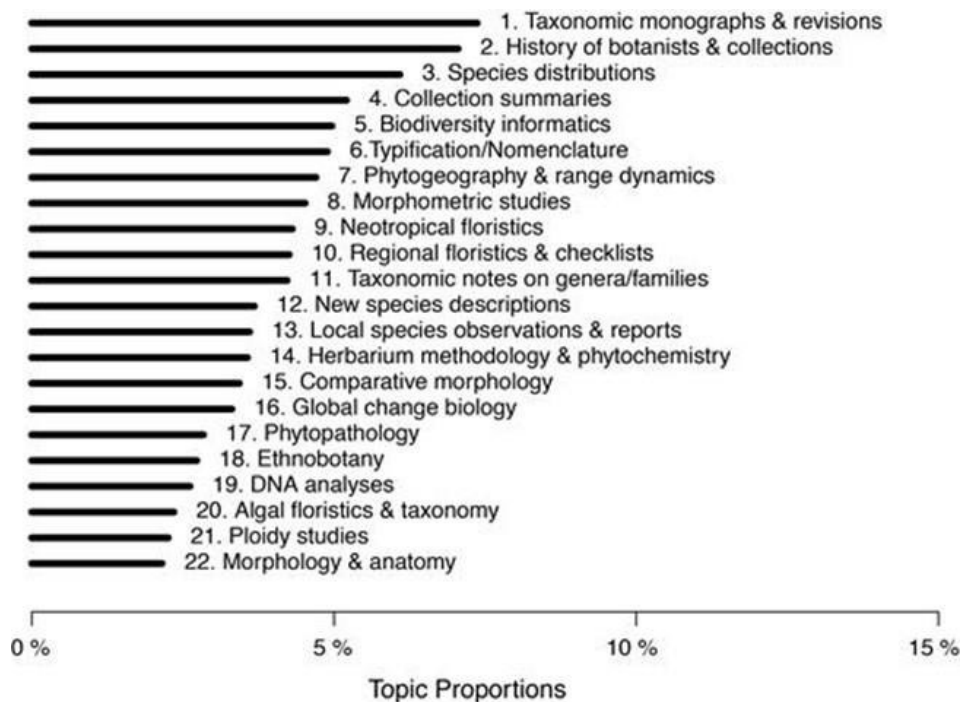 1. Taxonomic monographs & revisions
2. History of botanists & collections
3. Species distributions
4. Collection summaries
5. Biodiversity informatics
6.Typification/Nomenclature
7. Phytogeography & range dynamics
8. Morphometric studies
9. Neotropical floristics
10. Regional floristics & checklists
11. Taxonomic notes on genera/families
12. New species descriptions
13. Local species observations & reports
14. Herbarium methodology & phytochemistry
15. Comparative morphology
16. Global change biology
17. Phytopathology
18. Ethnobotany
19. DNA analyses
20. Algal floristics & taxonomy
21. Ploidy studies
22. Morphology & anatomy
0 % 5 % 10 % 15 %
Topic Proportions